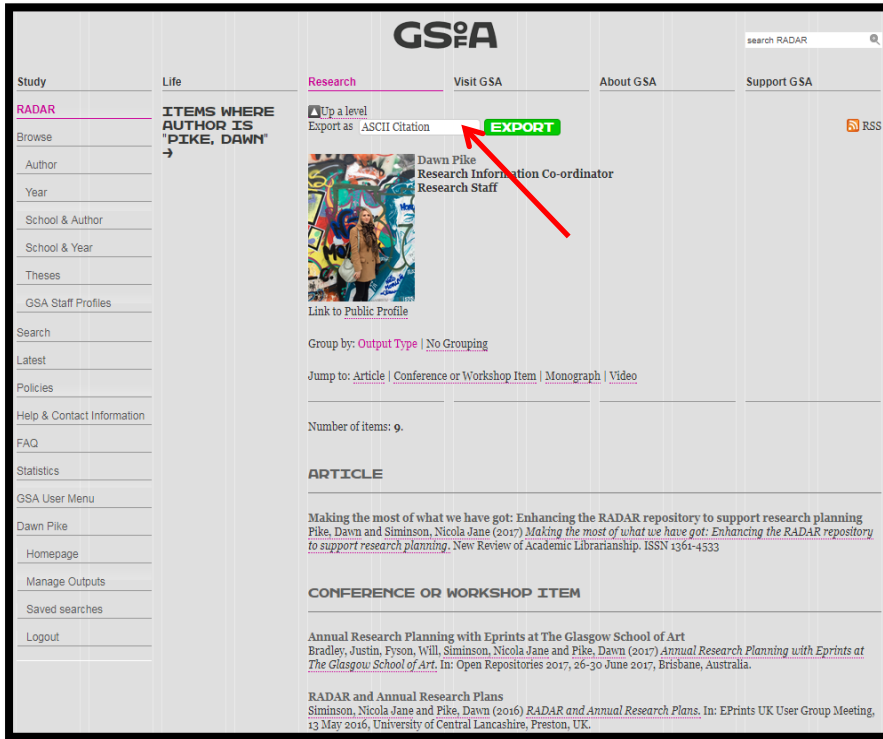 GSofA
search RADAR
Study
Life
Research
Visit GSA
About GSA
Support GSA
RADAR
Browse
Author
Year
School & Author
School & Year
Theses
GSA Staff Profiles
Search
Latest
Policies
Help & Contact Information
FAQ
Statistics
GSA User Menu
Dawn Pike
Homepage
Manage Outputs
Saved searches
Logout
ITEMS WHERE
AUTHOR IS
"PIKE, DAWN"
→
Up a level
Export as ASCII Citation EXPORT
RSS
Dawn Pike
Research Information Co-ordinator
Research Staff
Link to Public Profile
Group by: Output Type | No Grouping
Jump to: Article | Conference or Workshop Item | Monograph | Video
Number of items: 9.
ARTICLE
Making the most of what we have got: Enhancing the RADAR repository to support research planning
Pike, Dawn and Siminson, Nicola Jane (2017) Making the most of what we have got: Enhancing the RADAR repository
to support research planning. New Review of Academic Librarianship. ISSN 1361-4533
CONFERENCE OR WORKSHOP ITEM
Annual Research Planning with Eprints at The Glasgow School of Art
Bradley, Justin, Fyson, Will, Siminson, Nicola Jane and Pike, Dawn (2017) Annual Research Planning with Eprints at
The Glasgow School of Art. In: Open Repositories 2017, 26-30 June 2017, Brisbane, Australia.
RADAR and Annual Research Plans
Siminson, Nicola Jane and Pike, Dawn (2016) RADAR and Annual Research Plans. In: EPrints UK User Group Meeting,
13 May 2016, University of Central Lancashire, Preston, UK.